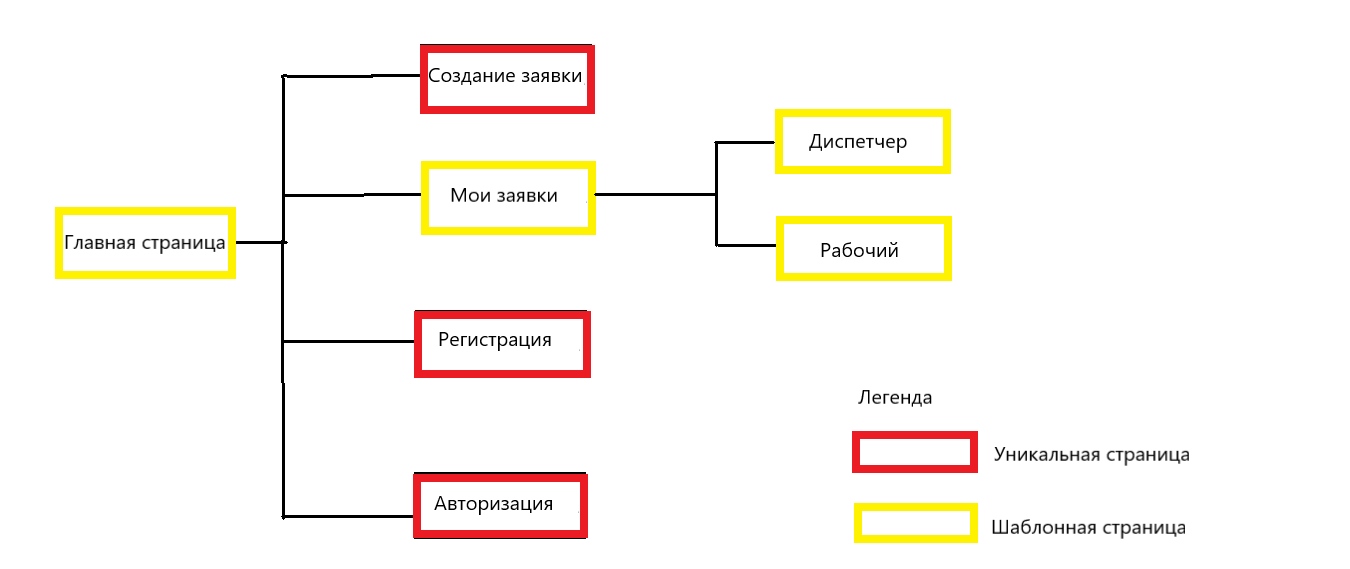 Создание заявки
Диспетчер
Мои заявки
Главная страница
Рабочий
Регистрация
Легенда
Уникальная страница
Авторизация
Шаблонная страница